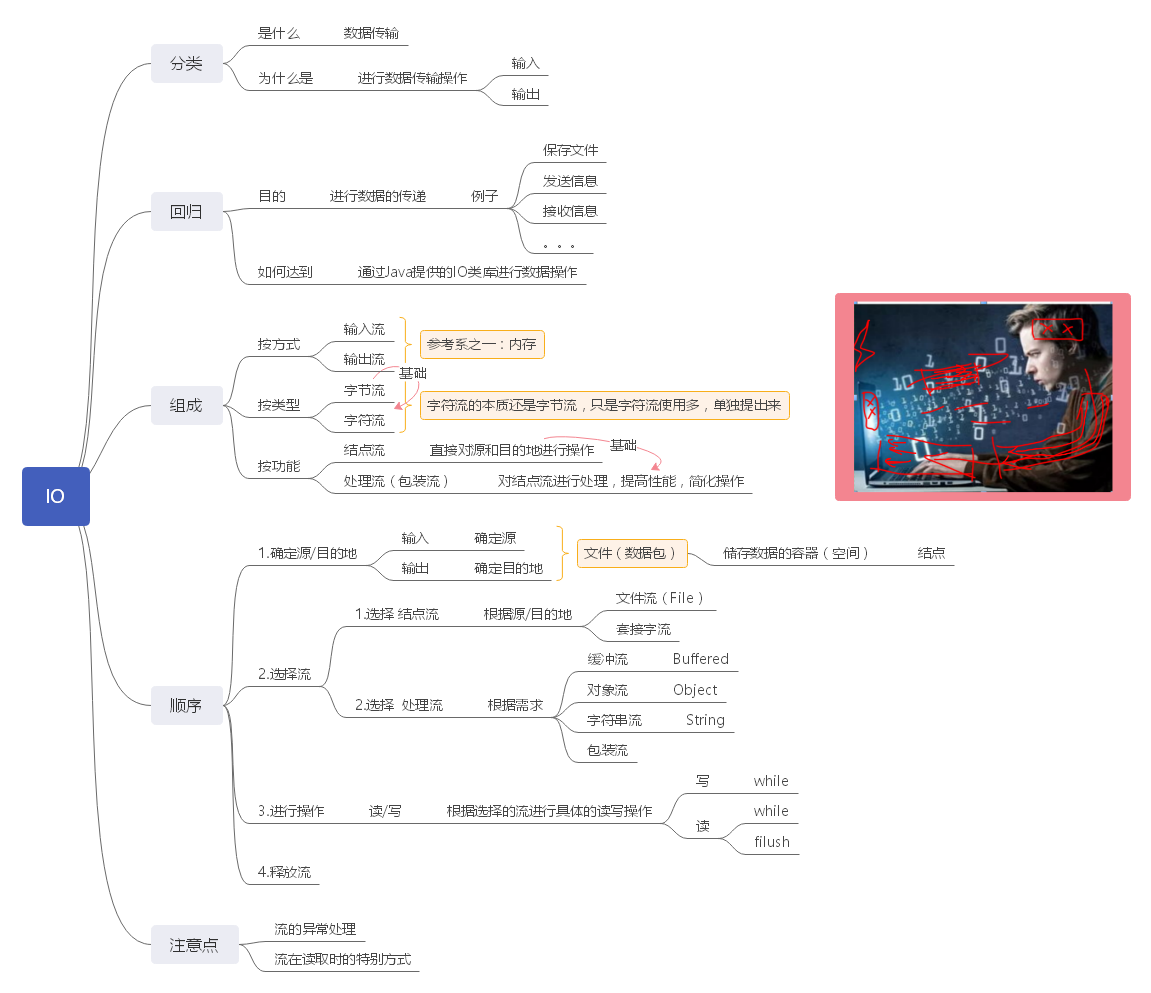 IO
分类
是什么 数据传输
为什么是 进行数据传输操作
输入
输出
回归
目的 进行数据的传递 例子
保存文件
发送信息
接收信息
。。。
如何达到 通过Java提供的IO类库进行数据操作
组成
按方式
输入流
输出流
参考系之一：内存
按类型
字节流
字符流
基础
字符流的本质还是字节流，只是字符流使用多，单独提出来
按功能
结点流 直接对源和目的地进行操作
基础
处理流（包装流） 对结点流进行处理，提高性能，简化操作
顺序
1.确定源/目的地
输入 确定源
输出 确定目的地
文件（数据包） 储存数据的容器（空间） 结点
2.选择流
1.选择 结点流 根据源/目的地
文件流（File）
套接字流
2.选择 处理流 根据需求
缓冲流 Buffered
对象流 Object
字符串流 String
包装流
3.进行操作 读/写 根据选择的流进行具体的读写操作
写 while
读
while
filush
4.释放流
注意点
流的异常处理
流在读取时的特别方式